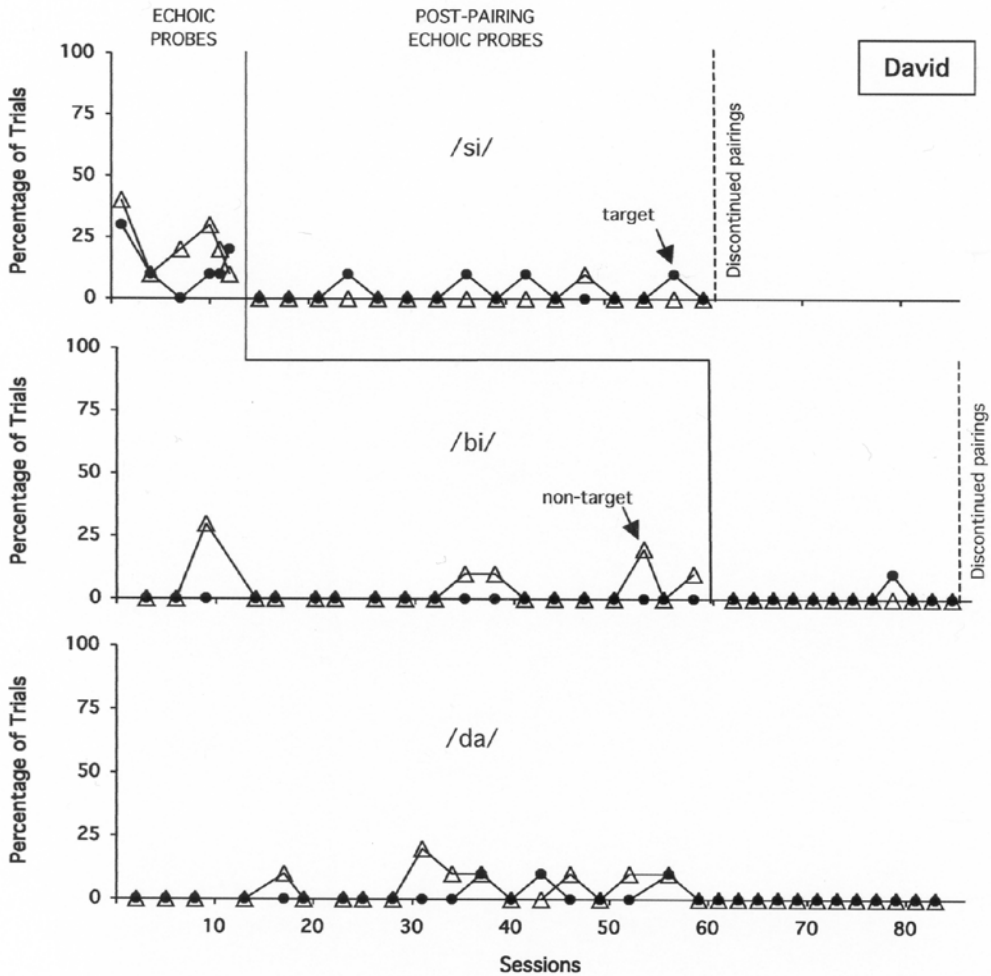 ECHOIC
PROBES
POST-PAIRING
ECHOIC PROBES
David
Percentage of Trials
100
75
50
25
0
/si/
target
Discontinued pairings
Percentage of Trials
100
75
50
25
0
/bi/
non-target
Discontinued pairings
Percentage of Trials
100
75
50
25
0
/da/
10
20
30
40
50
60
70
80
Sessions